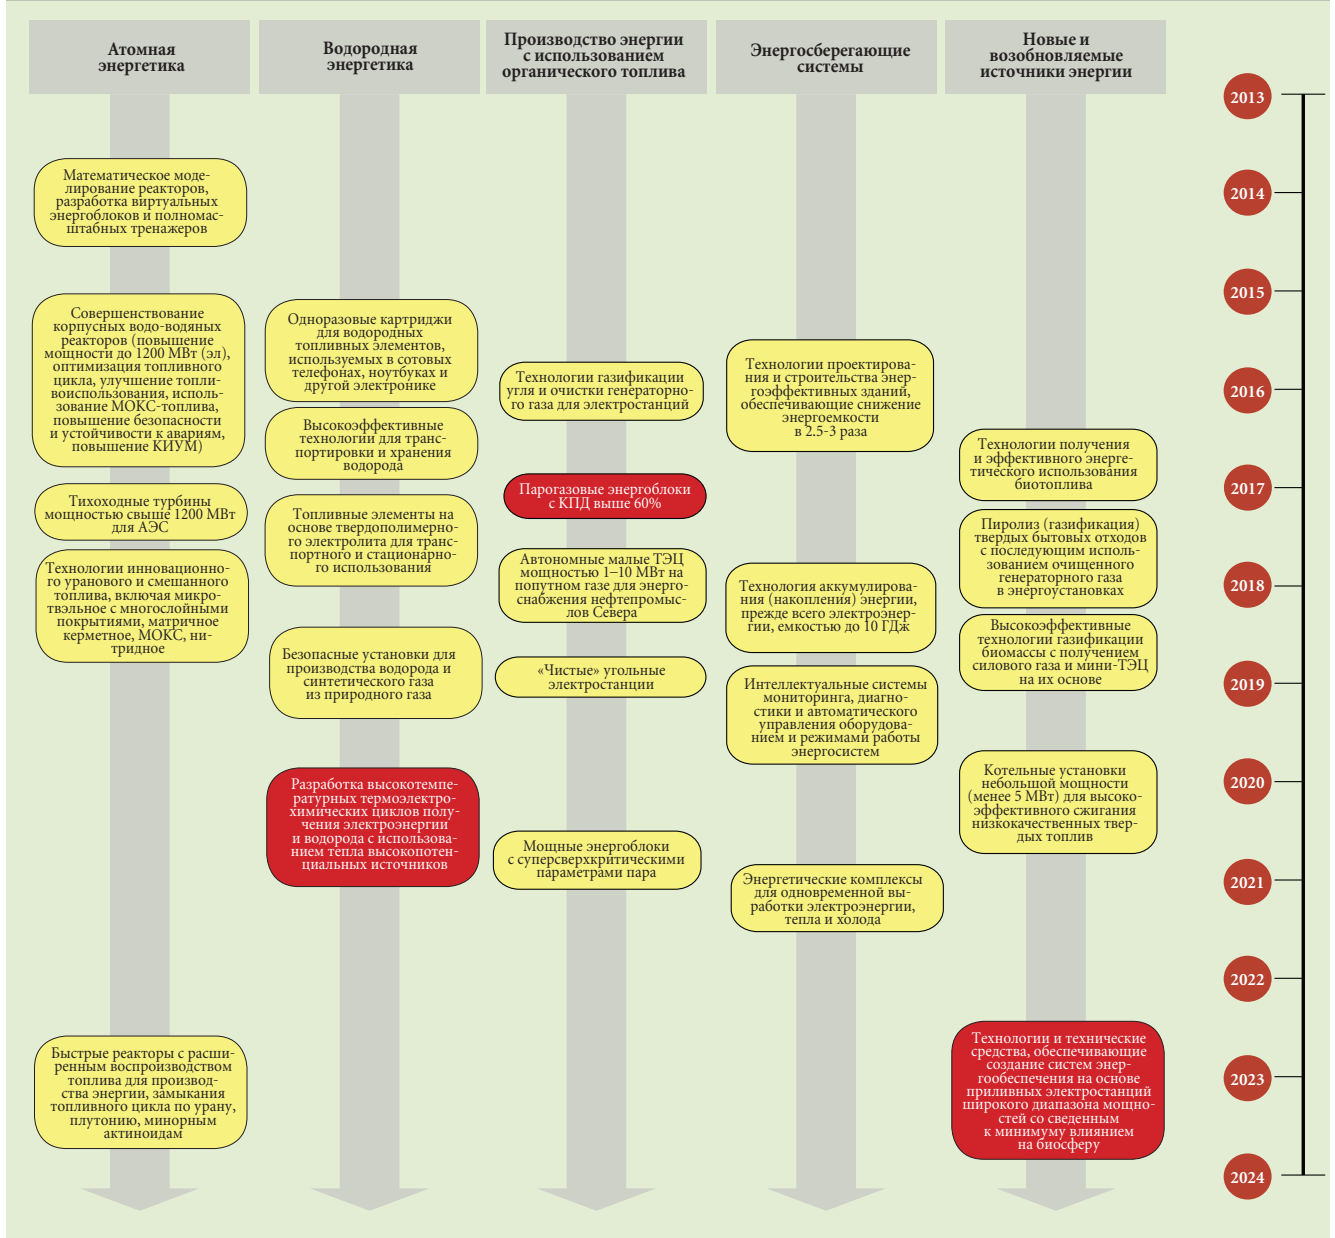 Атомная
энергетика
Водородная
энергетика
Производство энергии
с использованием
органического топлива
Энергосберегающие
системы
Новые и
возобновляемые
источники энергии
Математическое моде-
лирование реакторов,
разработка виртуальных
энергоблоков и полномас-
штабных тренажеров
Совершенствование
корпусных водо-водяных
реакторов (повышение
мощности до 1200 МВт (эл),
оптимизация топливного
цикла, улучшение топли-
воиспользования, исполь-
зование МОКС-топлива,
повышение безопасности
и устойчивости к авариям,
повышение КИУМ)
Тихоходные турбины
мощностью свыше 1200 МВт
для АЭС
Технологии инновационно-
го уранового и смешанного
топлива, включая микро-
твэльное с многослойными
покрытиями, матричное
керметное, МОКС, ни-
тридное
Быстрые реакторы с расши-
ренным воспроизводством
топлива для производ-
ства энергии, замыкания
топливного цикла по урану,
плутонию, минорным
актиноидам
Одноразовые картриджи
для водородных
топливных элементов,
используемых в сотовых
телефонах, ноутбуках и
другой электронике
Высокоэффективные
технологии для транс-
портировки и хранения
водорода
Топливные элементы на
основе твердополимерно-
го электролита для транс-
портного и стационарно-
го использования
Безопасные установки для
производства водорода и
синтетического газа
из природного газа
Разработка высокотемпе-
ратурных термоэлектро-
химических циклов полу-
чения электроэнергии
и водорода с использова-
нием тепла высокопотен-
циальных источников
Технологии газификации
угля и очистки генераторно-
го газа для электростанций
Парогазовые энергоблоки
с КПД выше 60%
Автономные малые ТЭЦ
мощностью 1–10 МВт на
попутном газе для энерго-
снабжения нефтепромыс-
лов Севера
«Чистые» угольные
электростанции
Мощные энергоблоки
с суперсверхкритическими
параметрами пара
Технологии проектирова-
ния и строительства энер-
гоэффективных зданий,
обеспечивающие снижение
энергоемкости
в 2.5-3 раза
Технология аккумулирова-
ния (накопления) энергии,
прежде всего электроэнер-
гии, емкостью до 10 ГДж
Интеллектуальные системы
мониторинга, диагно-
стики и автоматического
управления оборудова-
нием и режимами работы
энергосистем
Энергетические комплексы
для одновременной вы-
работки электроэнергии,
тепла и холода
Технологии получения
и эффективного энерге-
тического использования
биотоплива
Пиролиз (газификация)
твердых бытовых отходов
с последующим исполь-
зованием очищенного
генераторного газа
в энергоустановках
Высокоэффективные
технологии газификации
биомассы с получением
силового газа и мини-ТЭЦ
на их основе
Котельные установки
небольшой мощности
(менее 5 МВт) для высоко-
эффективного сжигания
низкокачественных твер-
дых топлив
Технологии и технические
средства, обеспечивающие
создание систем энер-
гообеспечения на основе
приливных электростанций
широкого диапазона мощно-
стей со сведенным
к минимуму влиянием
на биосферу
2013
2014
2015
2016
2017
2018
2019
2020
2021
2022
2023
2024